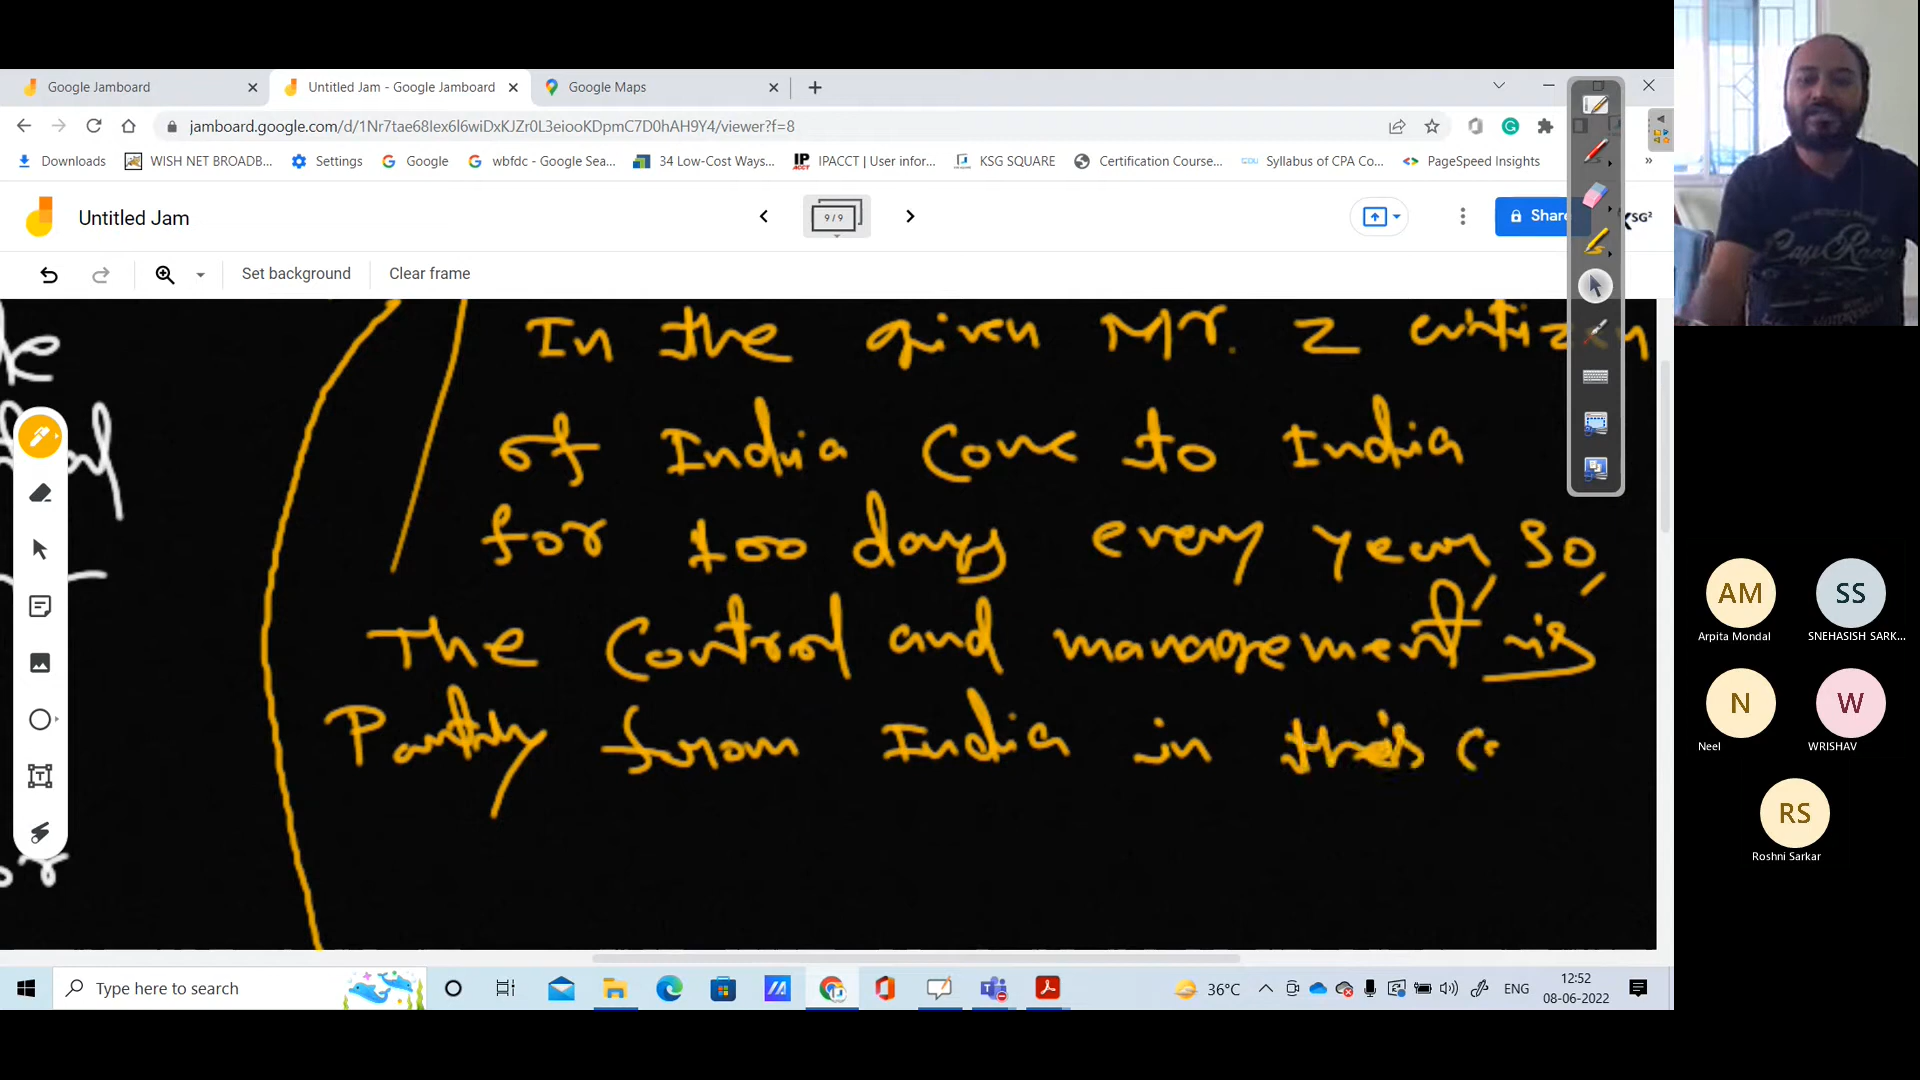 Google Jamboard
Untitled Jam - Google Jamboard
Google Maps
jamboard.google.com/d/1Nr7tae68Iex6l6wiDxKJZr0L3eiooKDpmC7D0hAH9Y4/viewer?f=8
Downloads
WISH NET BROADB...
Settings
Google
wbfdc - Google Sea...
34 Low-Cost Ways...
IPACCT | User infor...
KSG SQUARE
Certification Course...
Syllabus of CPA Co...
PageSpeed Insights
»
Untitled Jam
9 / 9
Share
KSG²
Set background
Clear frame
In the given Mr. Z citizen
of India come to India
for 100 days every year, so,
The control and management is
Parthly from India in this c
AM
Arpita Mondal
SS
SNEHASISH SARK...
N
Neel
W
WRISHAV
RS
Roshni Sarkar
Type here to search
36°C
ENG
12:52
08-06-2022